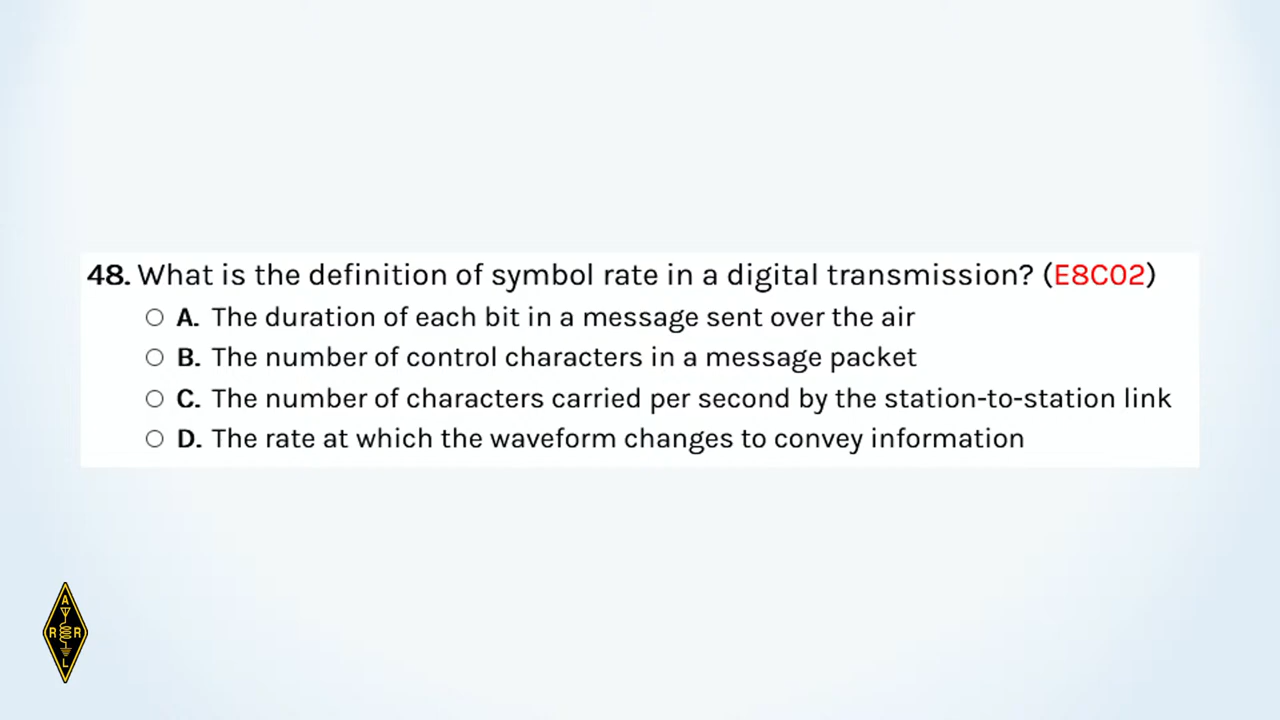 48. What is the definition of symbol rate in a digital transmission? (E8C02)
A. The duration of each bit in a message sent over the air
B. The number of control characters in a message packet
C. The number of characters carried per second by the station-to-station link
D. The rate at which the waveform changes to convey information
A
R R
L